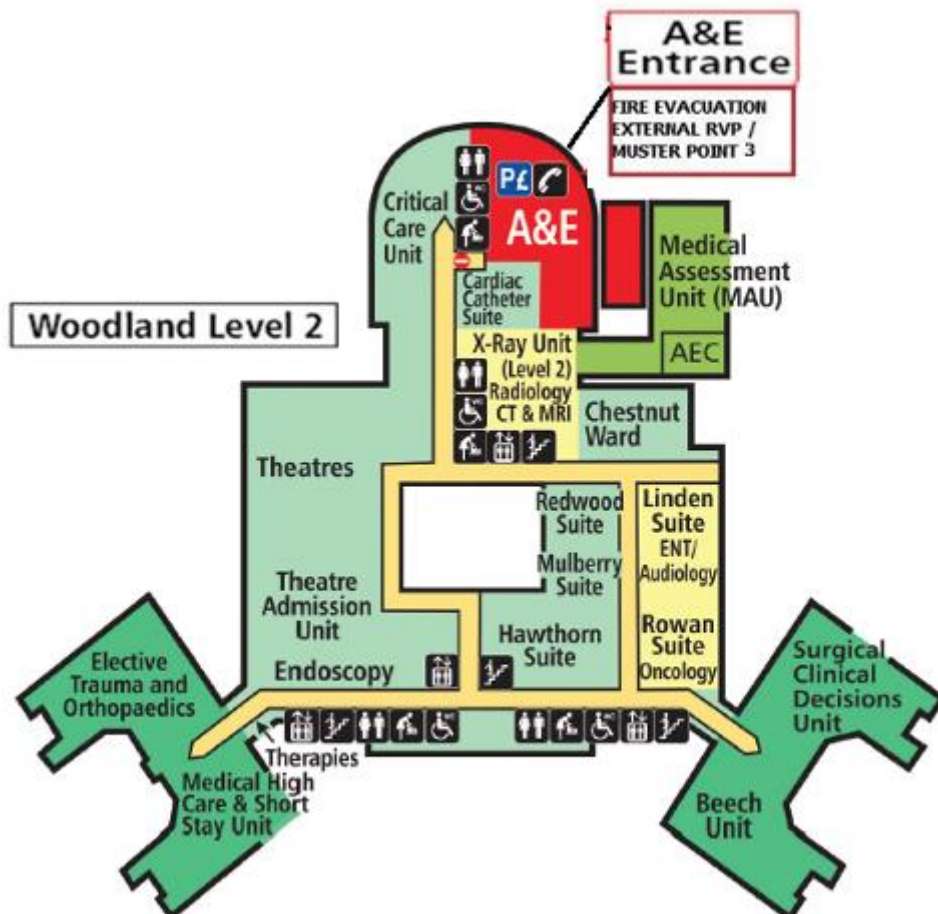 A&E
Entrance
FIRE EVACUATION
EXTERNAL RVP /
MUSTER POINT 3
P£
Critical
Care
Unit
A&E
Medical
Assessment
Unit (MAU)
AEC
Cardiac
Catheter
Suite
Woodland Level 2
X-Ray Unit
(Level 2)
Radiology
CT & MRI
Chestnut
Ward
Theatres
Redwood
Suite
Mulberry
Suite
Linden
Suite
ENT/
Audiology
Theatre
Admission
Unit
Hawthorn
Suite
Rowan
Suite
Oncology
Endoscopy
Elective
Trauma and
Orthopaedics
Surgical
Clinical
Decisions
Unit
Therapies
Medical High
Care & Short
Stay Unit
Beech
Unit